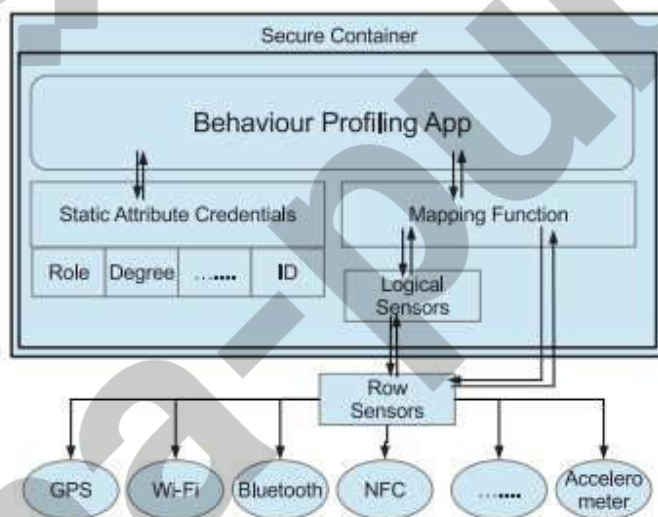 Secure Container
Behaviour Profiling App
Static Attribute Credentials
Mapping Function
Role Degree ....... ID
Logical
Sensors
Row
Sensors
GPS Wi-Fi Bluetooth NFC ....... Accelero
meter